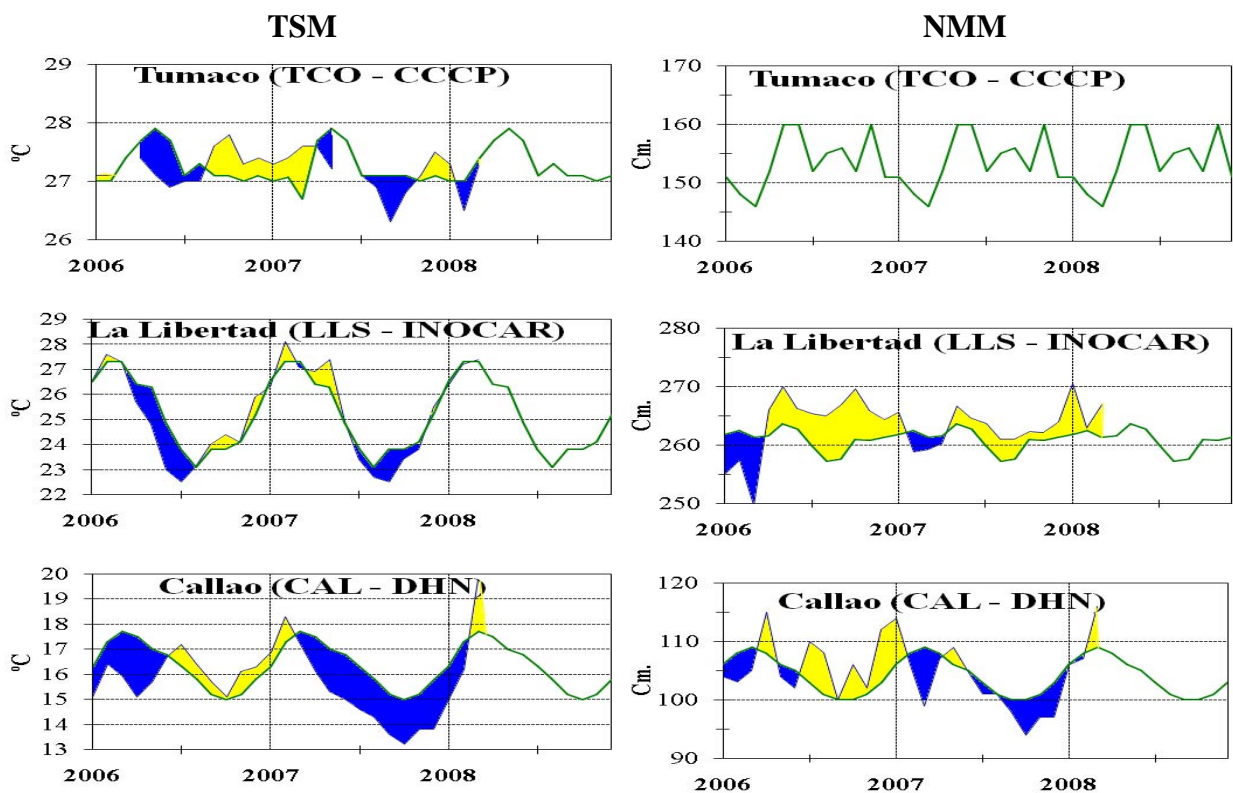 TSM
NMM
Tumaco (TCO - CCCP)
ºC
29
28
27
26
2006 2007 2008
Tumaco (TCO - CCCP)
Cm.
170
160
150
140
2006 2007 2008
La Libertad (LLS - INOCAR)
ºC
29
28
27
26
25
24
23
22
2006 2007 2008
La Libertad (LLS - INOCAR)
Cm.
280
270
260
250
2006 2007 2008
Callao (CAL - DHN)
ºC
20
19
18
17
16
15
14
13
2006 2007 2008
Callao (CAL - DHN)
Cm.
120
110
100
90
2006 2007 2008